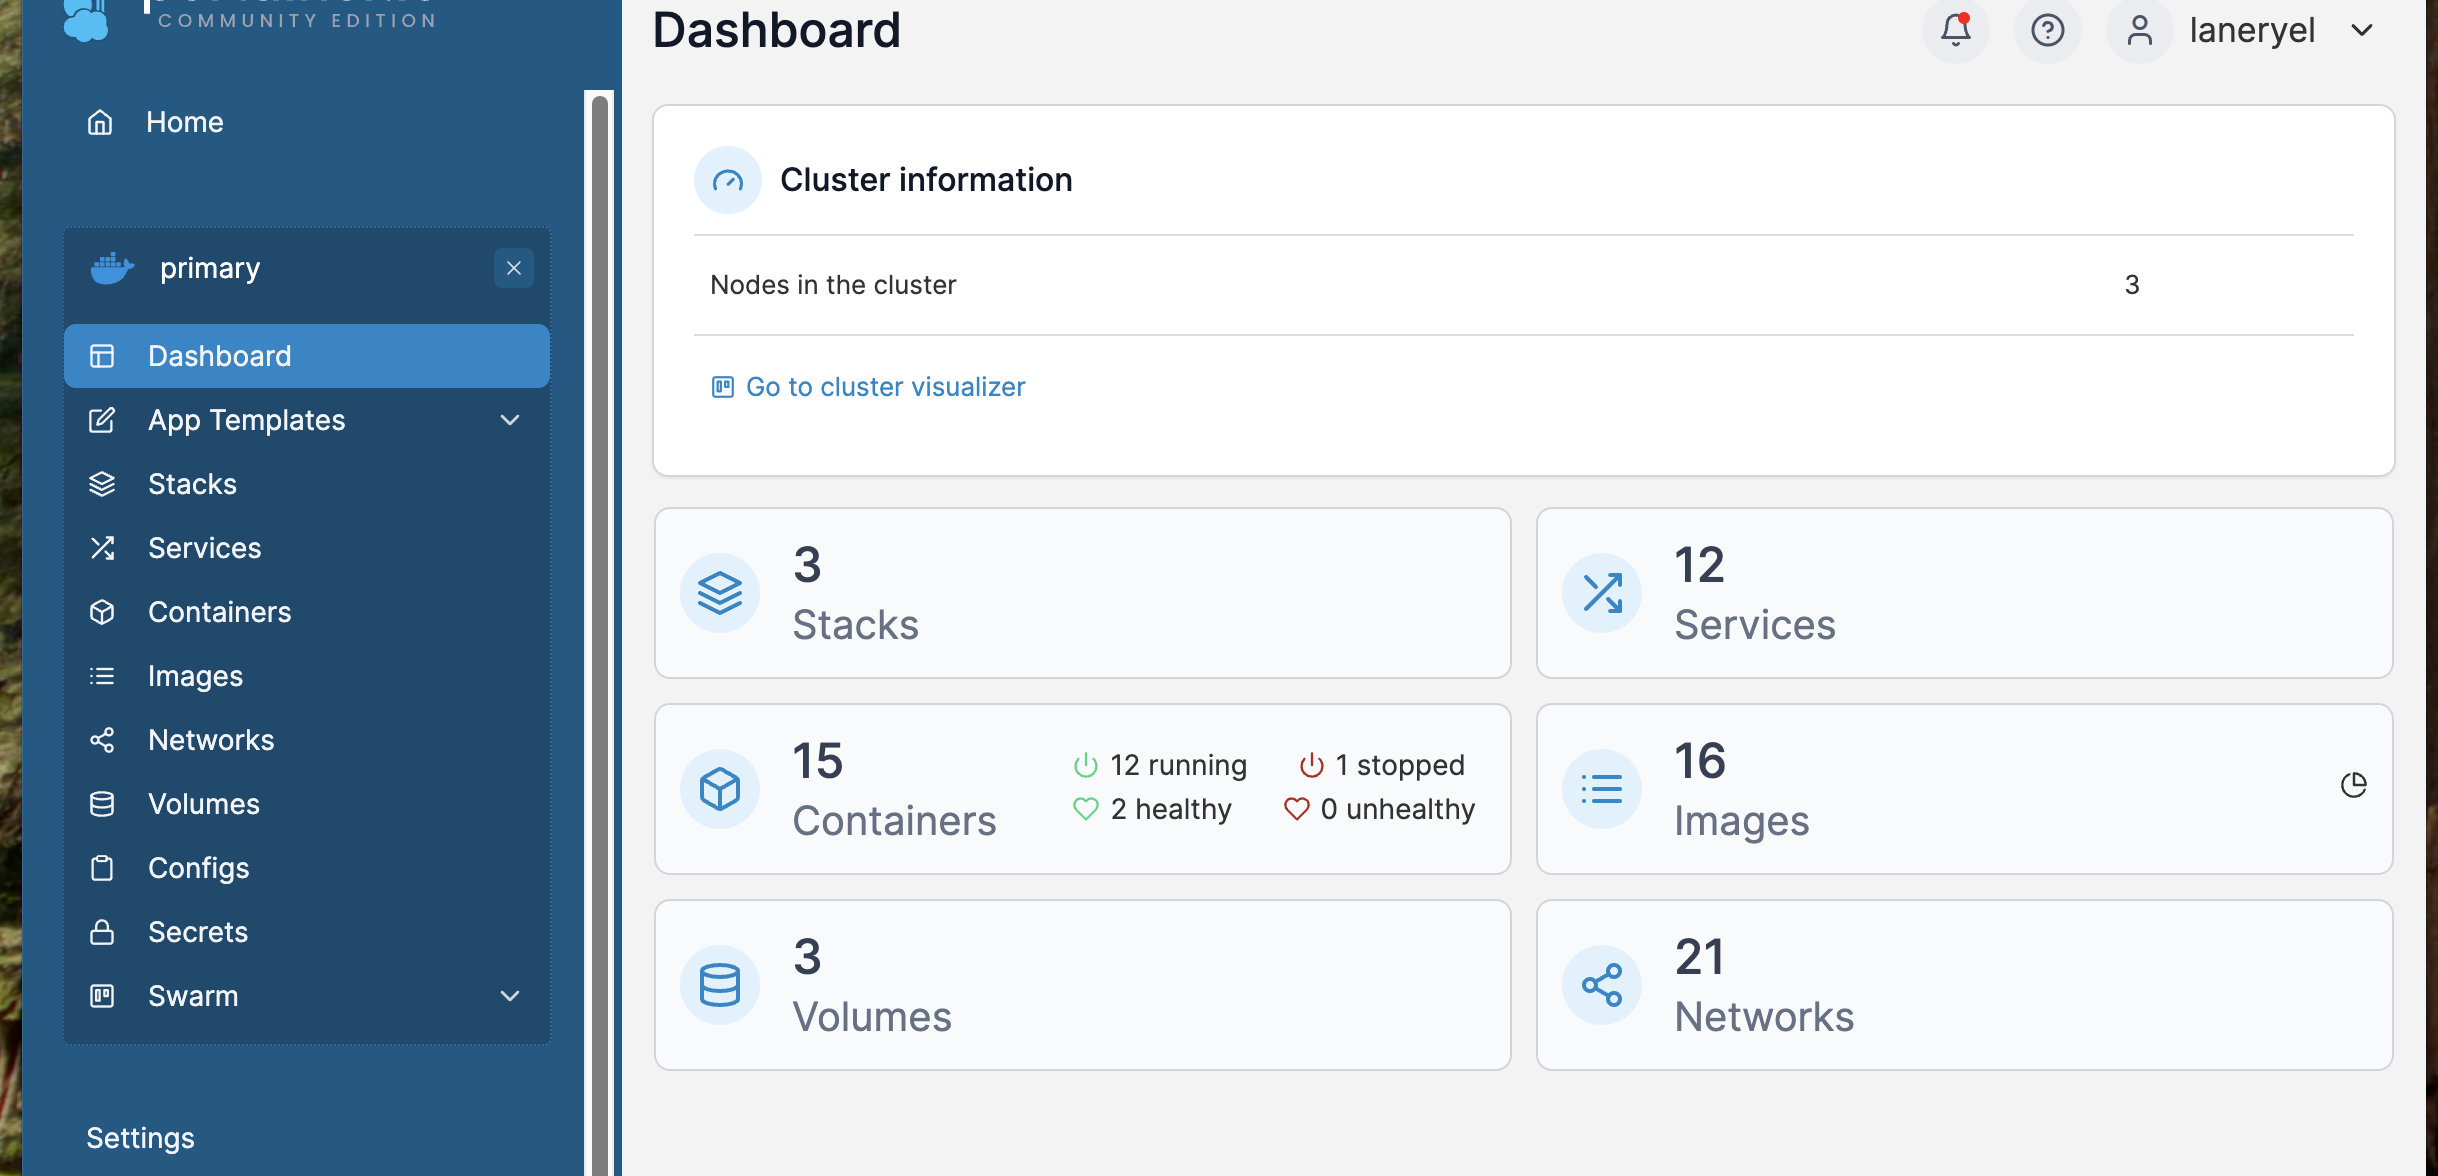 COMMUNITY EDITION
Home
primary
Dashboard
App Templates
Stacks
Services
Containers
Images
Networks
Volumes
Configs
Secrets
Swarm
Settings
Dashboard
laneryel
Cluster information
Nodes in the cluster 3
Go to cluster visualizer
3
Stacks
12
Services
15
Containers
12 running 1 stopped
2 healthy 0 unhealthy
16
Images
3
Volumes
21
Networks